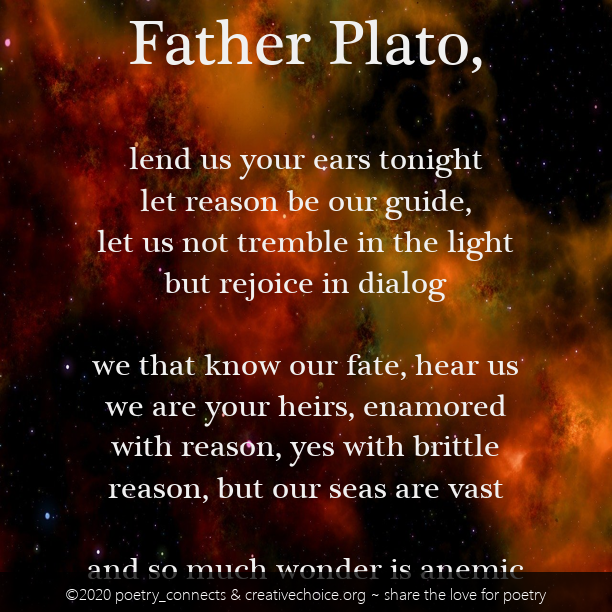 Father Plato,
lend us your ears tonight
let reason be our guide,
let us not tremble in the light
but rejoice in dialog
we that know our fate, hear us
we are your heirs, enamored
with reason, yes with brittle
reason, but our seas are vast
and so much wonder is anemic
©2020 poetry_connects & creativechoice.org ~ share the love for poetry